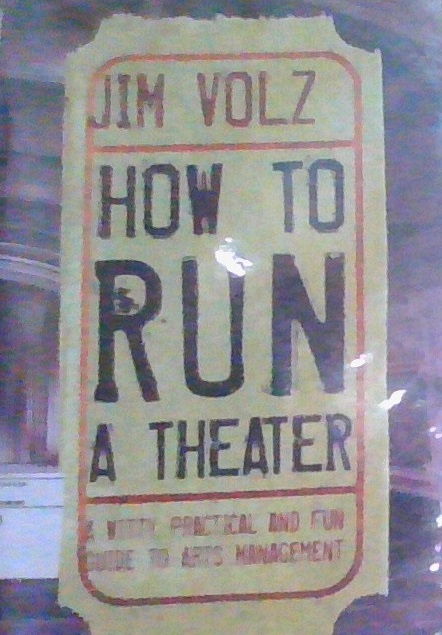 JIM VOLZ
HOW TO
RUN
A THEATER
A WITTY PRACTICAL AND FUN
GUIDE TO ARTS MANAGEMENT